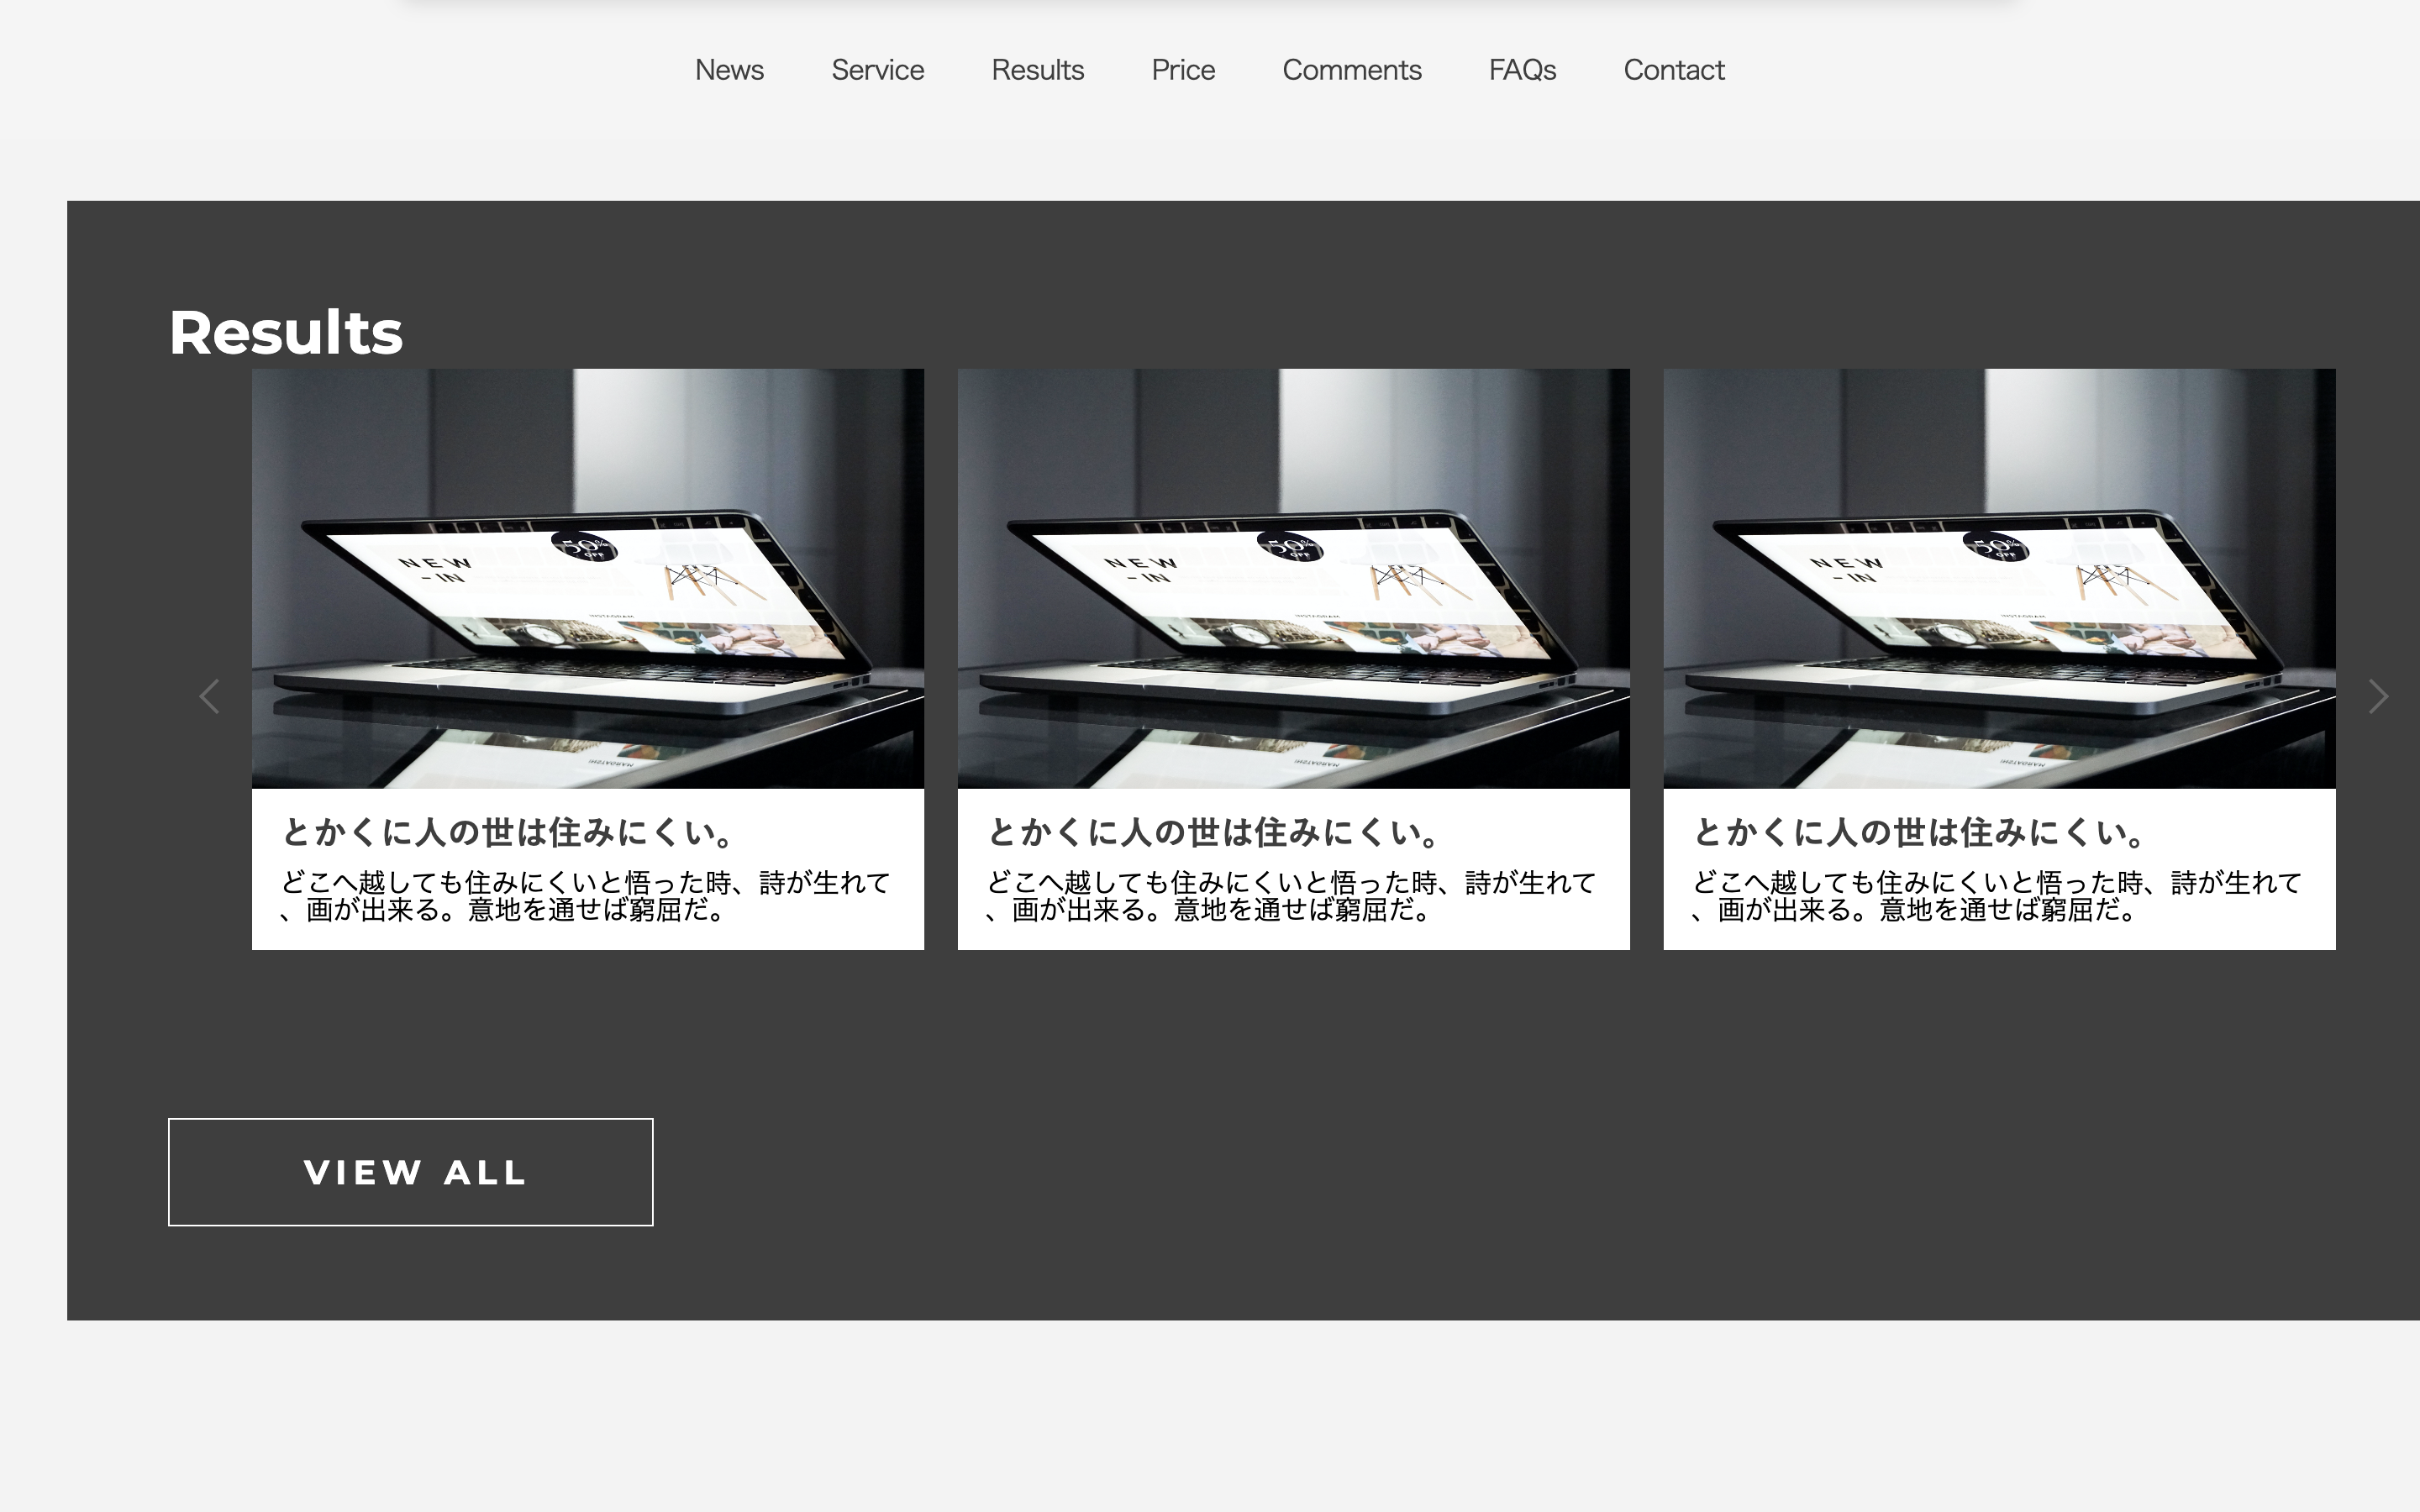 News Service Results Price Comments FAQs Contact
Results
NEW
-IN
50%
OFF
INSTAGRAM
NEW
-IN
50%
OFF
INSTAGRAM
NEW
-IN
50%
OFF
INSTAGRAM
とかくに人の世は住みにくい。
どこへ越しても住みにくいと悟った時、詩が生れて
、画が出来る。意地を通せば窮屈だ。
とかくに人の世は住みにくい。
どこへ越しても住みにくいと悟った時、詩が生れて
、画が出来る。意地を通せば窮屈だ。
とかくに人の世は住みにくい。
どこへ越しても住みにくいと悟った時、詩が生れて
、画が出来る。意地を通せば窮屈だ。
VIEW ALL